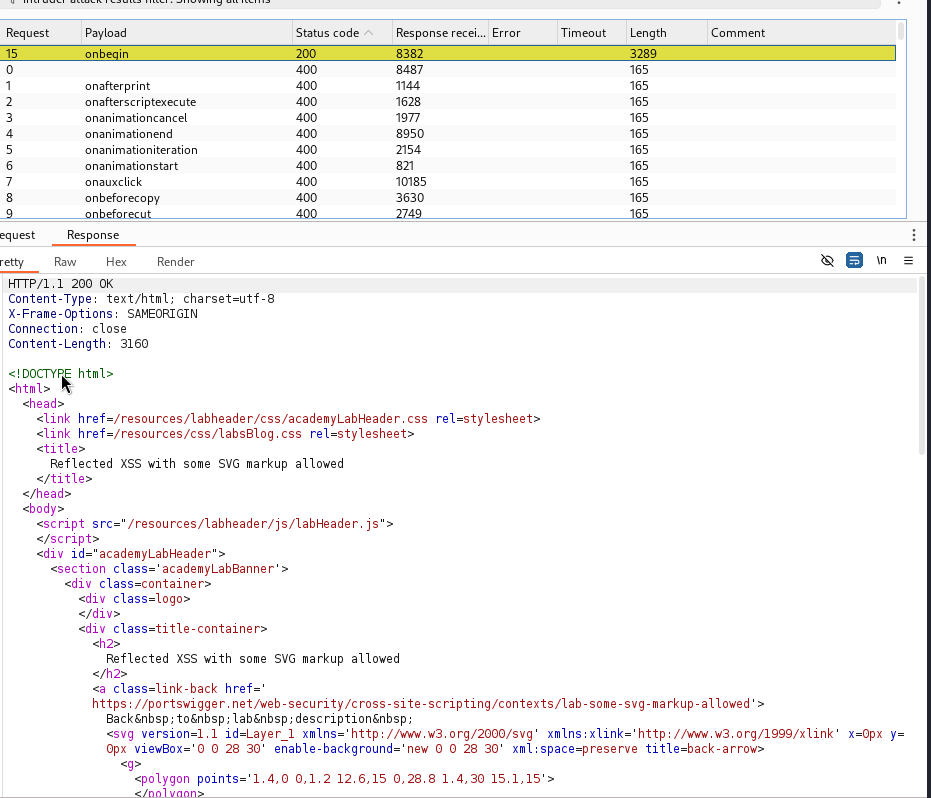 Intruder attack results filter: Showing all items
Request Payload Status code Response recei... Error Timeout Length Comment
15 onbegin 200 8382 3289
0 400 8487 165
1 onafterprint 400 1144 165
2 onafterscriptexecute 400 1628 165
3 onanimationcancel 400 1977 165
4 onanimationend 400 8950 165
5 onanimationiteration 400 2154 165
6 onanimationstart 400 821 165
7 onauxclick 400 10185 165
8 onbeforecopy 400 3630 165
9 onbeforecut 400 2749 165
equest Response
retty Raw Hex Render \n
HTTP/1.1 200 OK
Content-Type: text/html; charset=utf-8
X-Frame-Options: SAMEORIGIN
Connection: close
Content-Length: 3160
<!DOCTYPE html>
<html>
<head>
<link href=/resources/labheader/css/academyLabHeader.css rel=stylesheet>
<link href=/resources/css/labsBlog.css rel=stylesheet>
<title>
Reflected XSS with some SVG markup allowed
</title>
</head>
<body>
<script src="/resources/labheader/js/labHeader.js">
</script>
<div id="academyLabHeader">
<section class='academyLabBanner'>
<div class=container>
<div class=logo>
</div>
<div class=title-container>
<h2>
Reflected XSS with some SVG markup allowed
</h2>
<a class=link-back href='
https://portswigger.net/web-security/cross-site-scripting/contexts/lab-some-svg-markup-allowed'>
Back&nbsp;to&nbsp;lab&nbsp;description&nbsp;
<svg version=1.1 id=Layer_1 xmlns='http://www.w3.org/2000/svg' xmlns:xlink='http://www.w3.org/1999/xlink' x=0px y=
0px viewBox='0 0 28 30' enable-background='new 0 0 28 30' xml:space=preserve title=back-arrow>
<g>
<polygon points='1.4,0 0,1.2 12.6,15 0,28.8 1.4,30 15.1,15'>
</polygon>